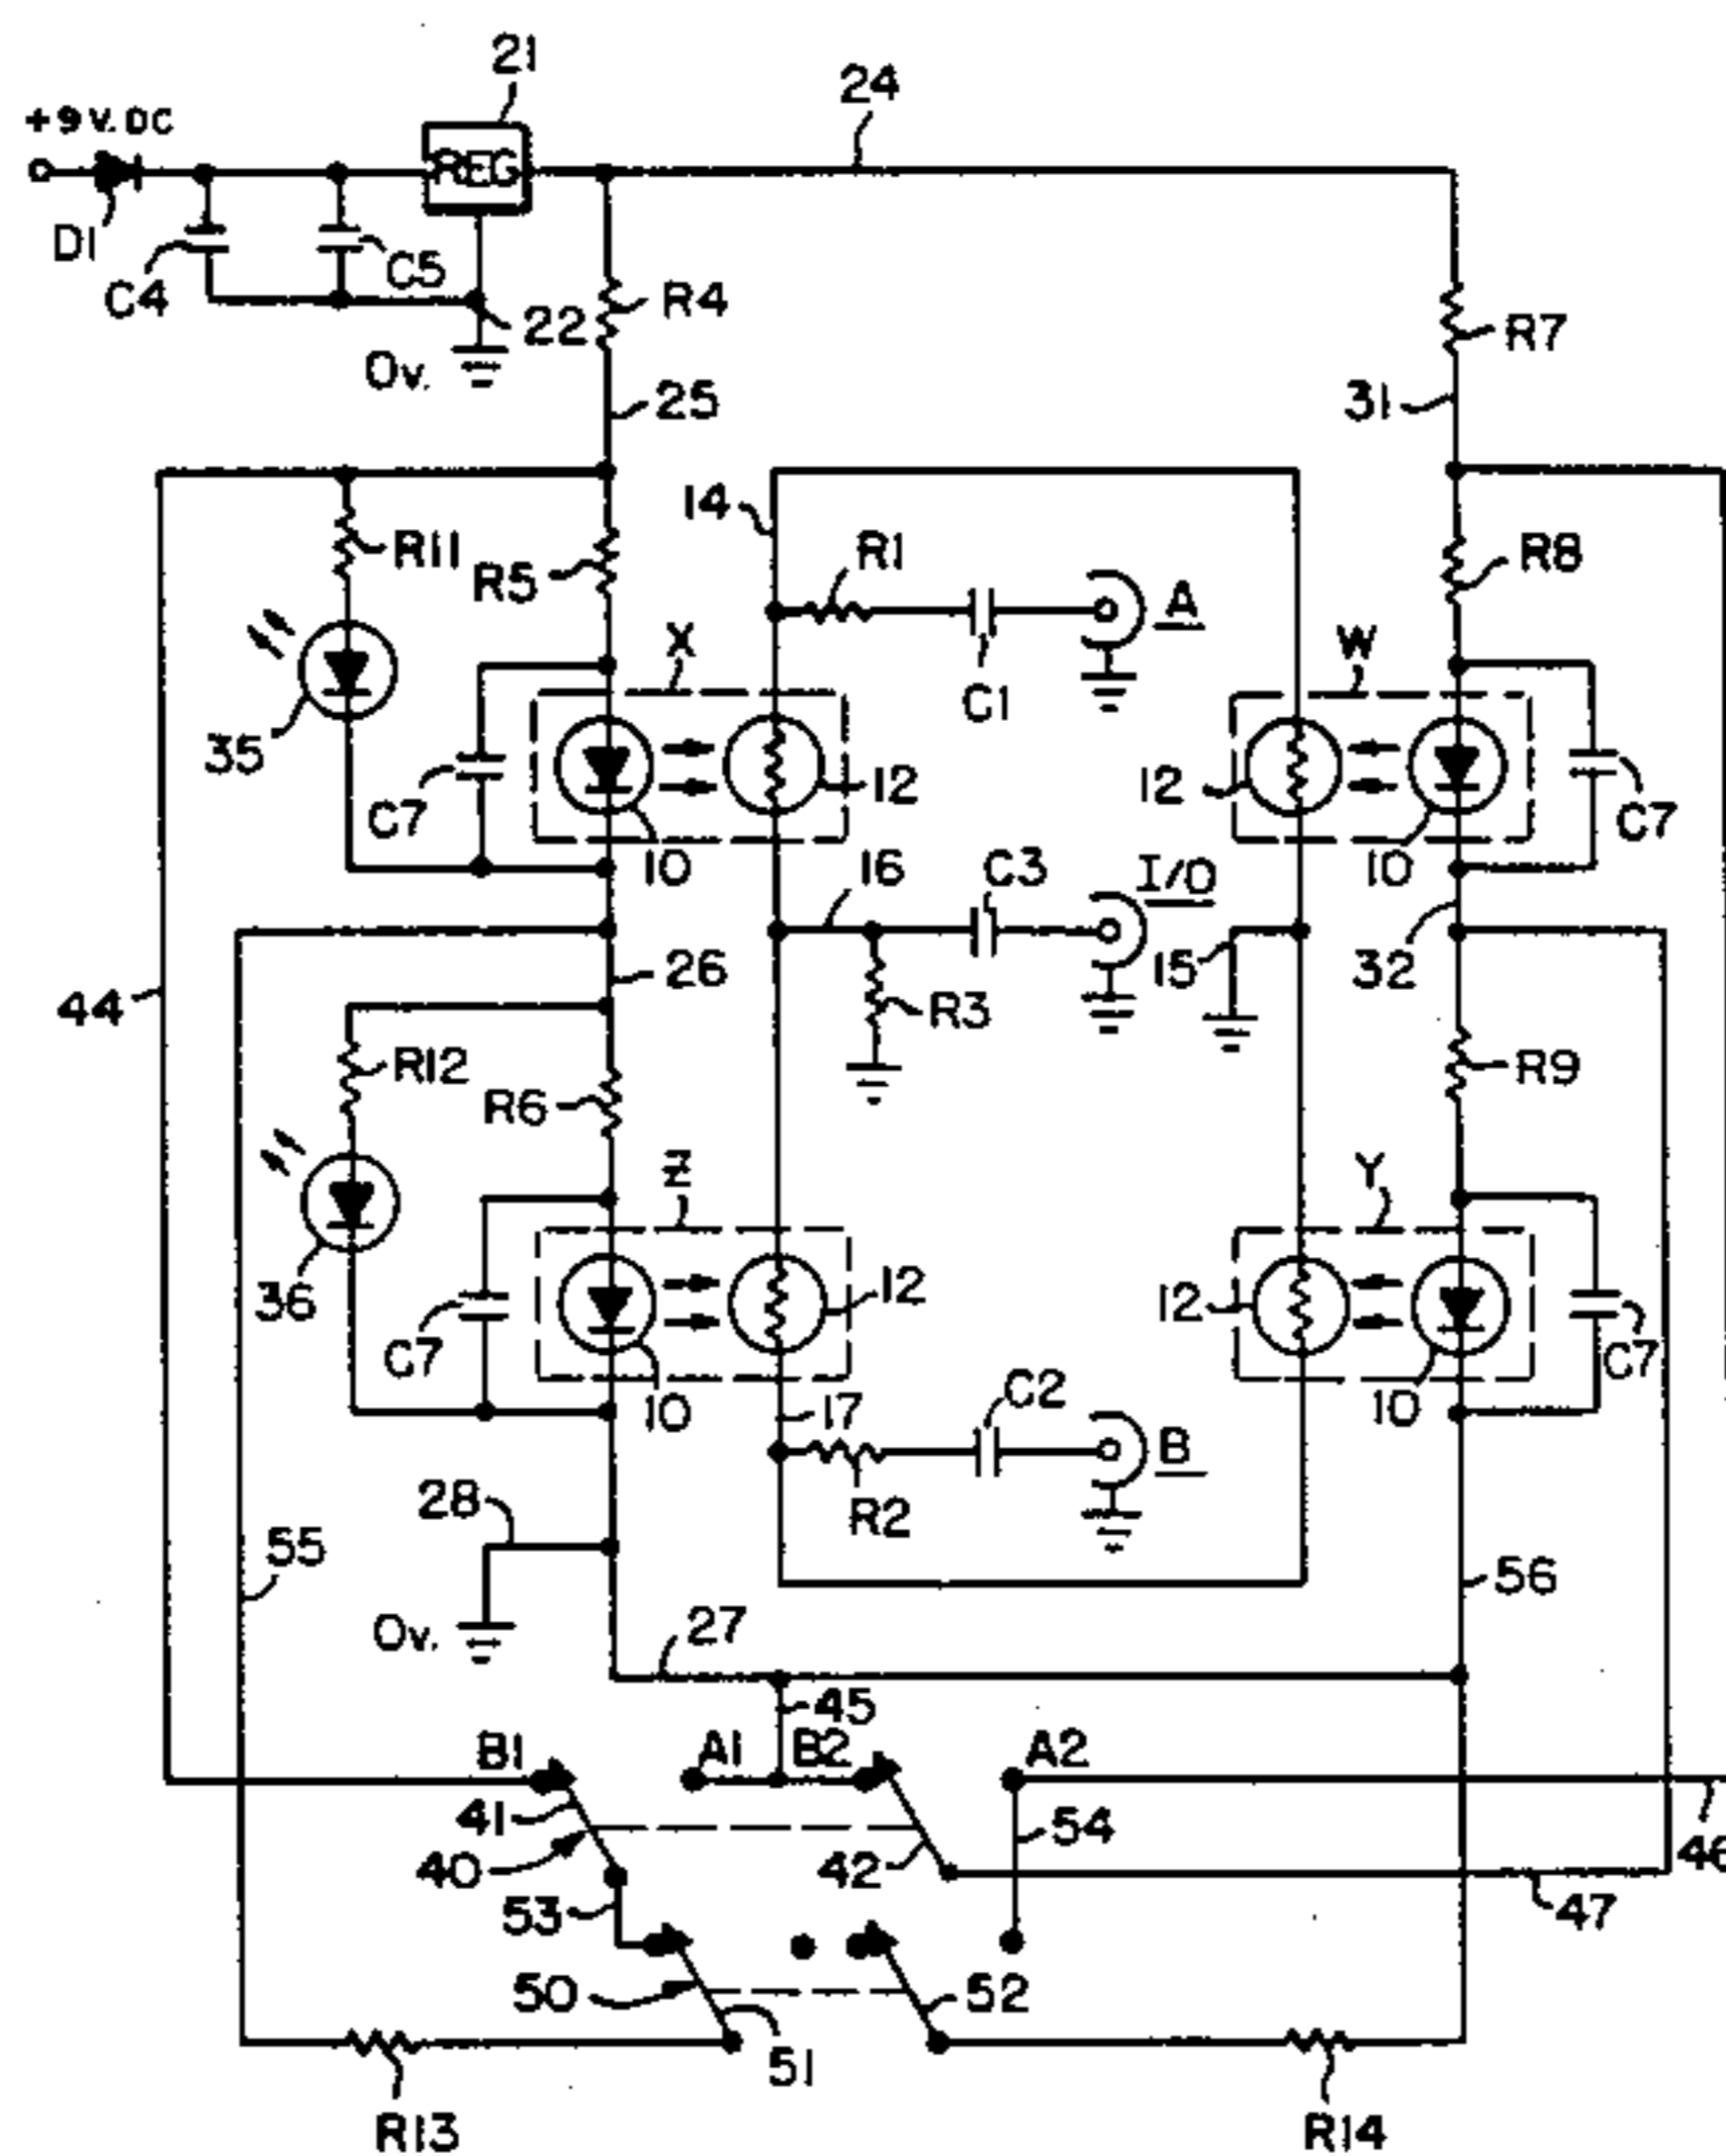 21
24
+9 V. DC
REG
D1
C4
C5
22
R4
R7
0v.
25
31
14
R11
R5
R1
A
R8
X
W
C1
35
C7
12
12
C7
10
16
C3
I/O
10
44
26
R3
15
32
R12
R6
R9
Z
Y
36
C7
12
12
C7
10
17
C2
10
B
28
R2
55
56
0v.
27
45
B1
A1
B2
A2
41
54
40
42
46
53
47
50
52
51
R13
R14